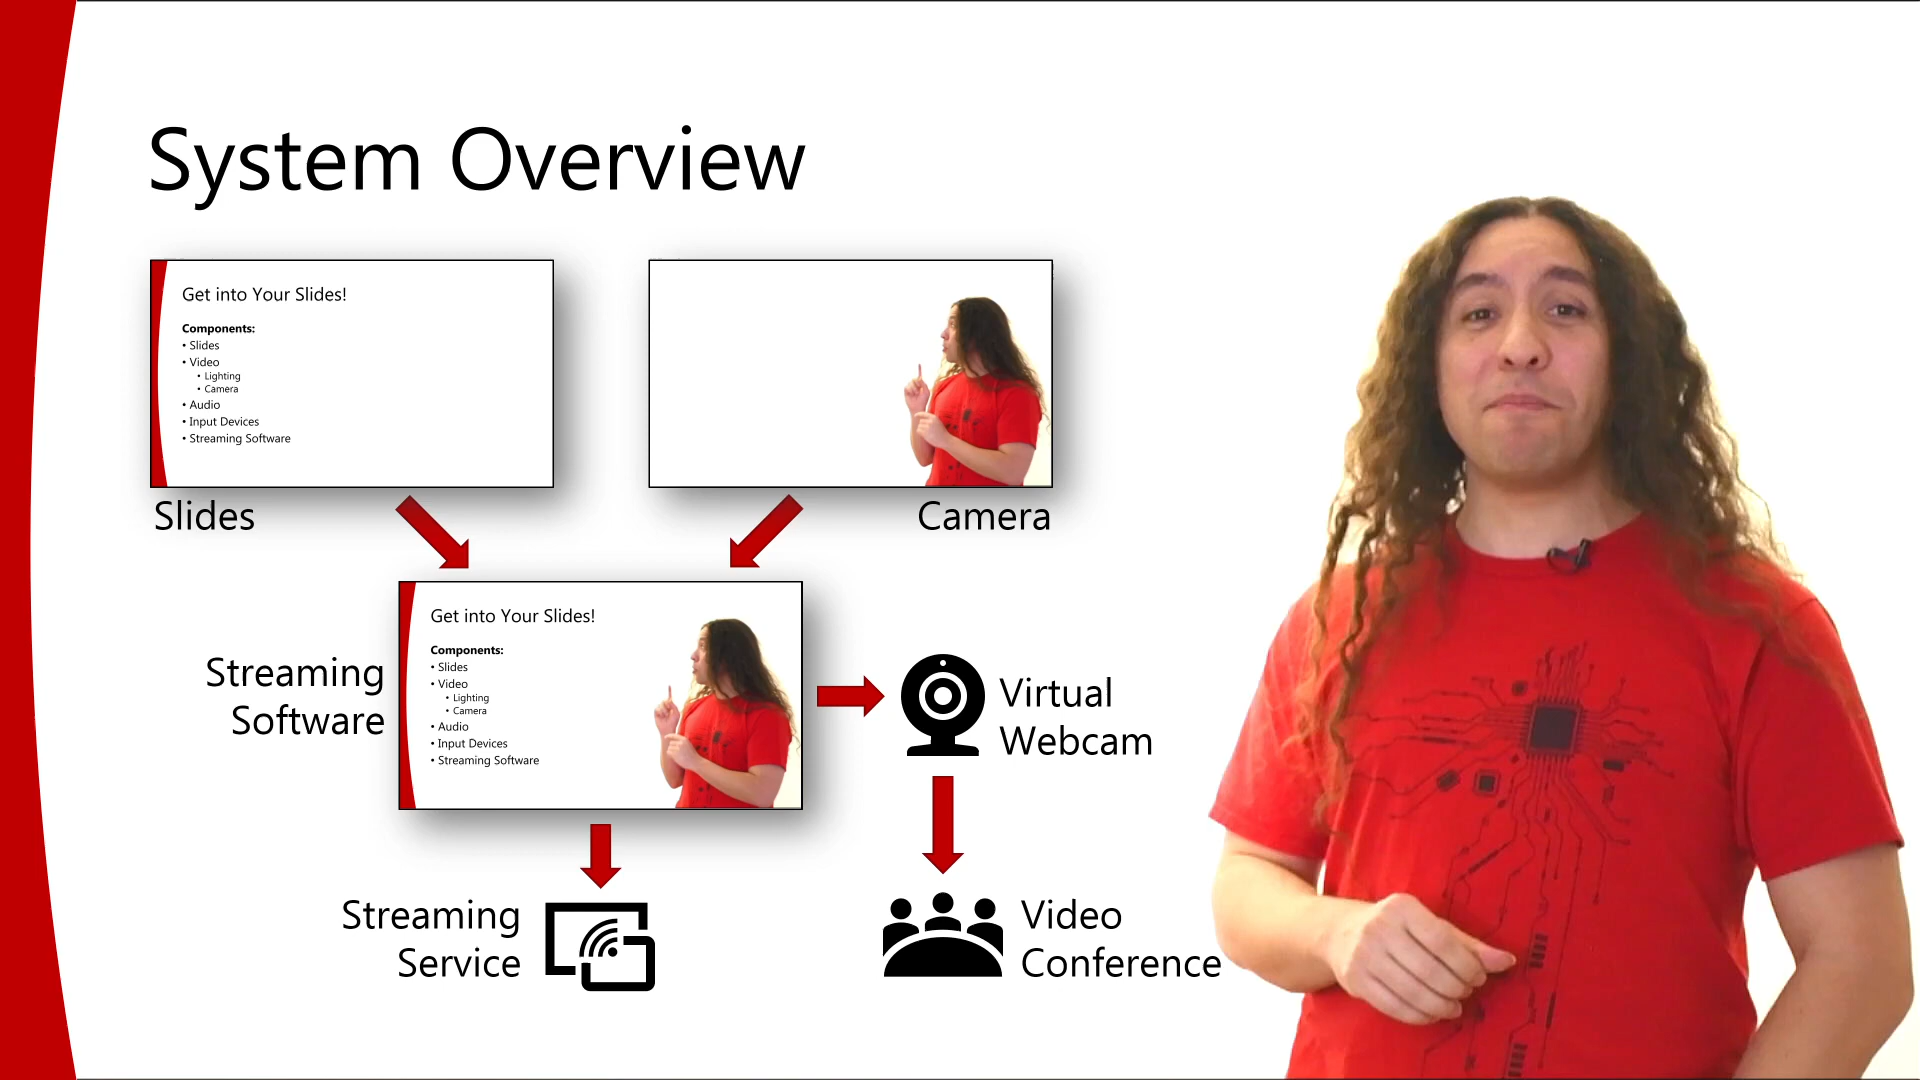 System Overview
Get into Your Slides!
Components:
• Slides
• Video
• Lighting
• Camera
• Audio
• Input Devices
• Streaming Software
Slides
Camera
Streaming
Software
Get into Your Slides!
Components:
• Slides
• Video
• Lighting
• Camera
• Audio
• Input Devices
• Streaming Software
Virtual
Webcam
Streaming
Service
Video
Conference